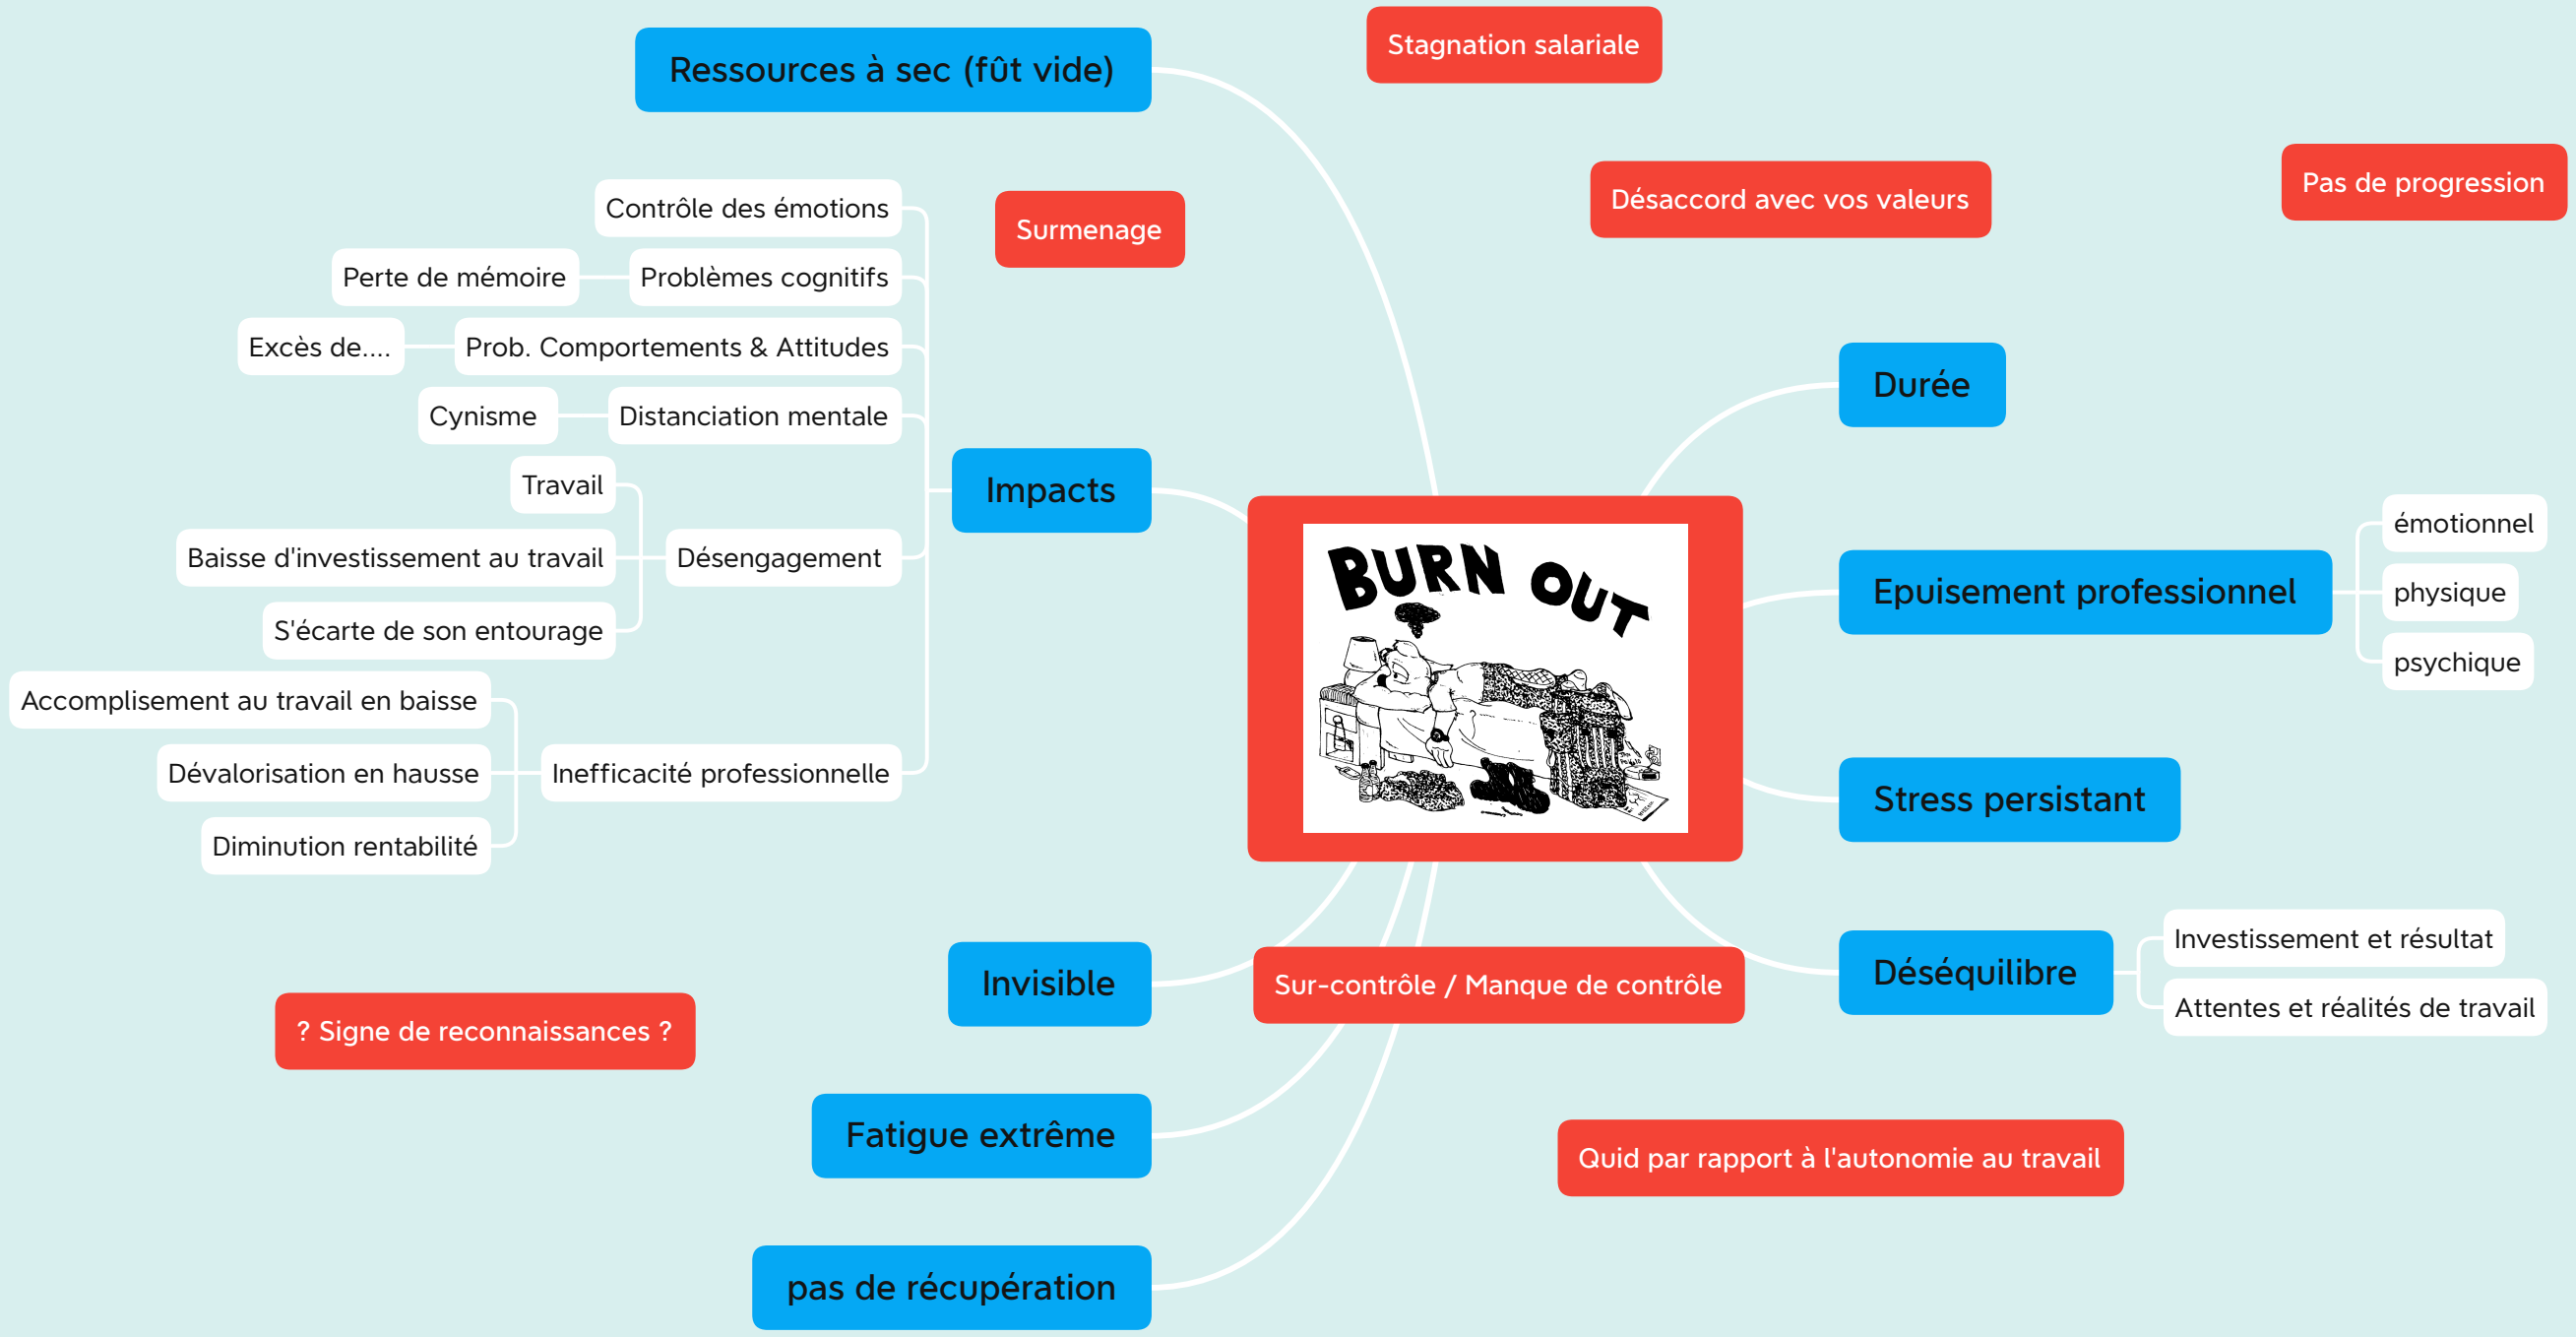 Stagnation salariale
Ressources à sec (fût vide)
Pas de progression
Désaccord avec vos valeurs
Surmenage
Contrôle des émotions
Perte de mémoire
Problèmes cognitifs
Excès de....
Prob. Comportements & Attitudes
Cynisme
Distanciation mentale
Travail
Baisse d'investissement au travail
Désengagement
S'écarte de son entourage
Accomplisement au travail en baisse
Dévalorisation en hausse
Inefficacité professionnelle
Diminution rentabilité
Impacts
BURN OUT
Durée
Epuisement professionnel
émotionnel
physique
psychique
Stress persistant
Déséquilibre
Investissement et résultat
Attentes et réalités de travail
Invisible
Sur-contrôle / Manque de contrôle
? Signe de reconnaissances ?
Fatigue extrême
Quid par rapport à l'autonomie au travail
pas de récupération